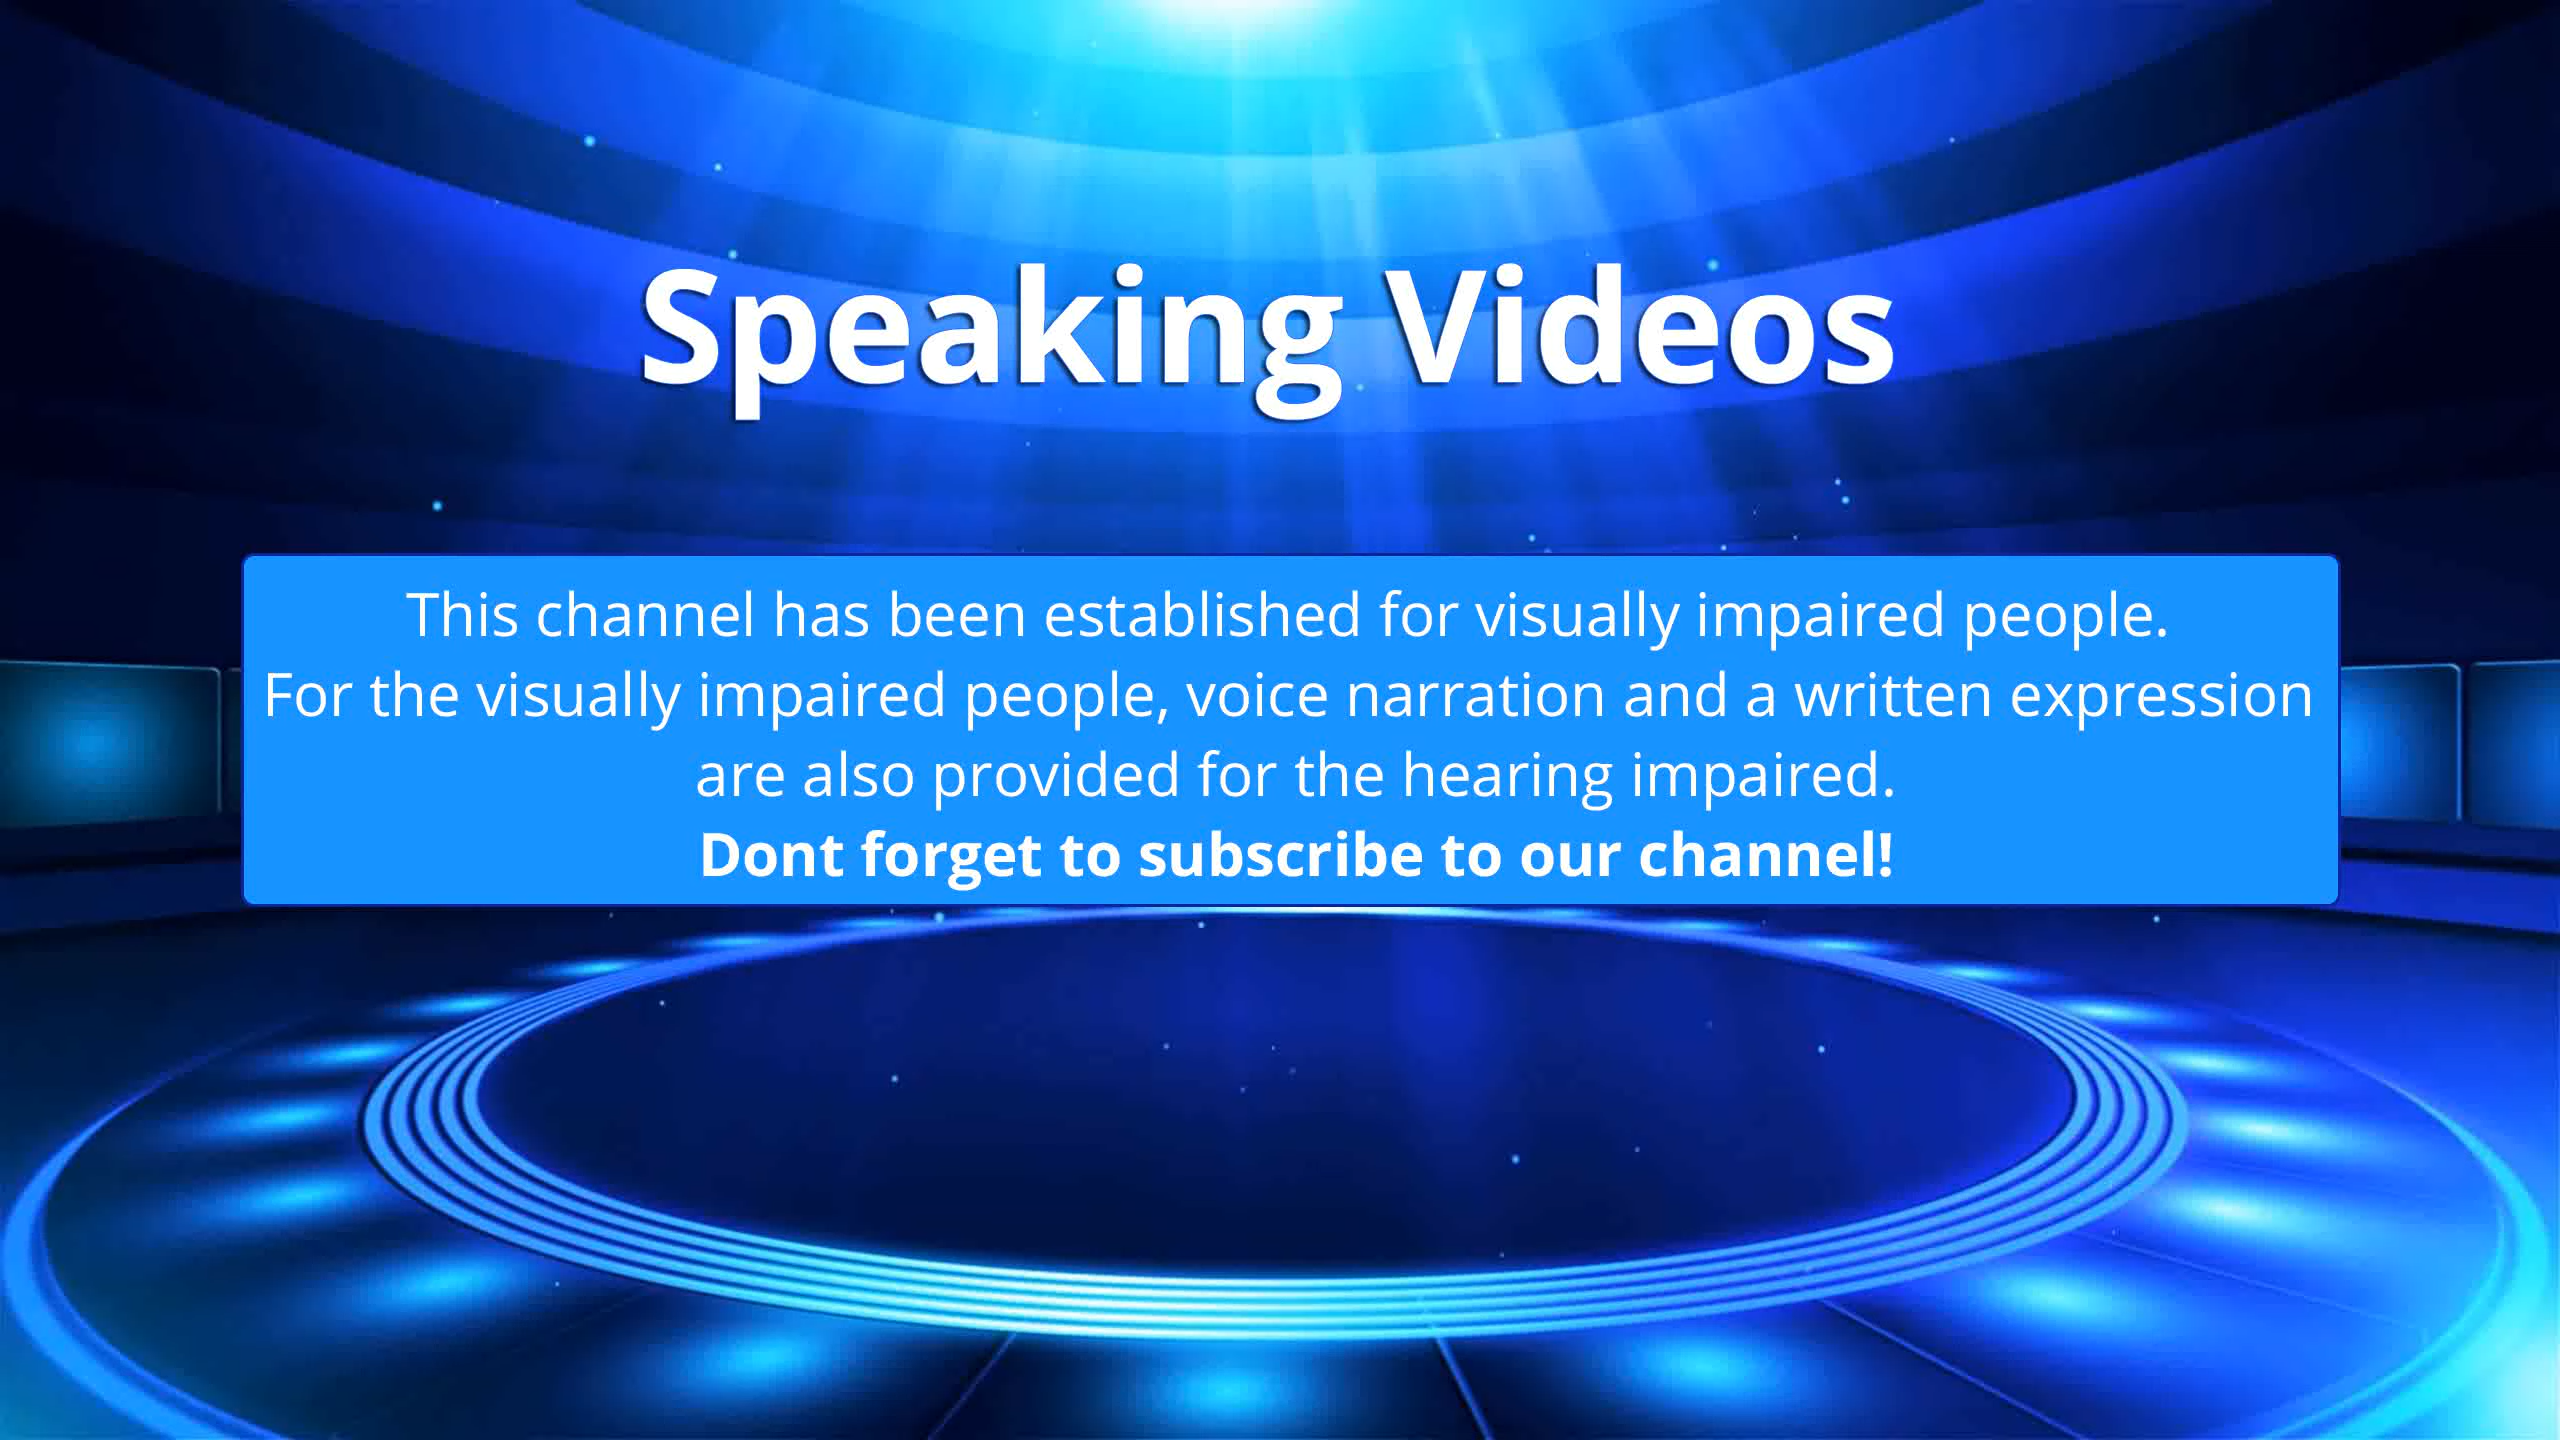 Speaking Videos
This channel has been established for visually impaired people.
For the visually impaired people, voice narration and a written expression
are also provided for the hearing impaired.
Dont forget to subscribe to our channel!